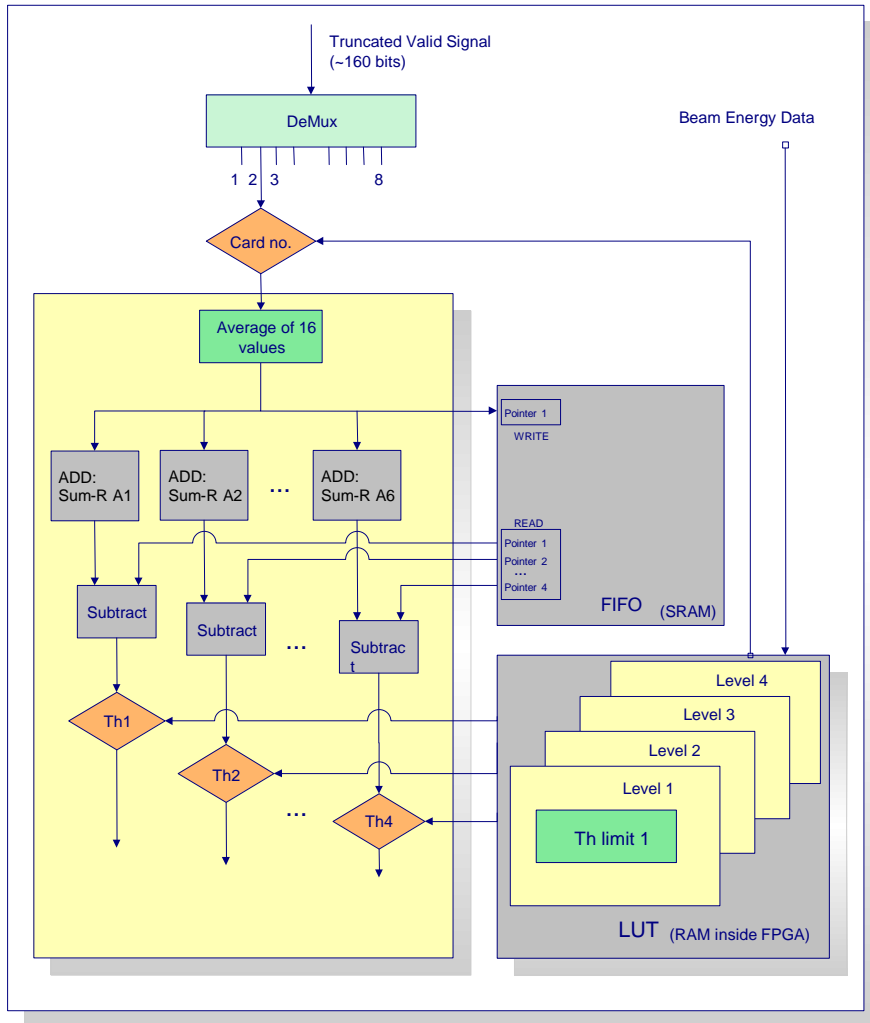 Truncated Valid Signal
(~160 bits)
DeMux
Beam Energy Data
1 2 3 8
Card no.
Average of 16
values
Pointer 1
WRITE
ADD:
Sum-R A1
ADD:
Sum-R A2
...
ADD:
Sum-R A6
READ
Pointer 1
Pointer 2
...
Pointer 4
FIFO (SRAM)
Subtract
Subtract
...
Subtrac
t
Level 4
Level 3
Level 2
Level 1
Th limit 1
Th1
Th2
...
Th4
LUT (RAM inside FPGA)